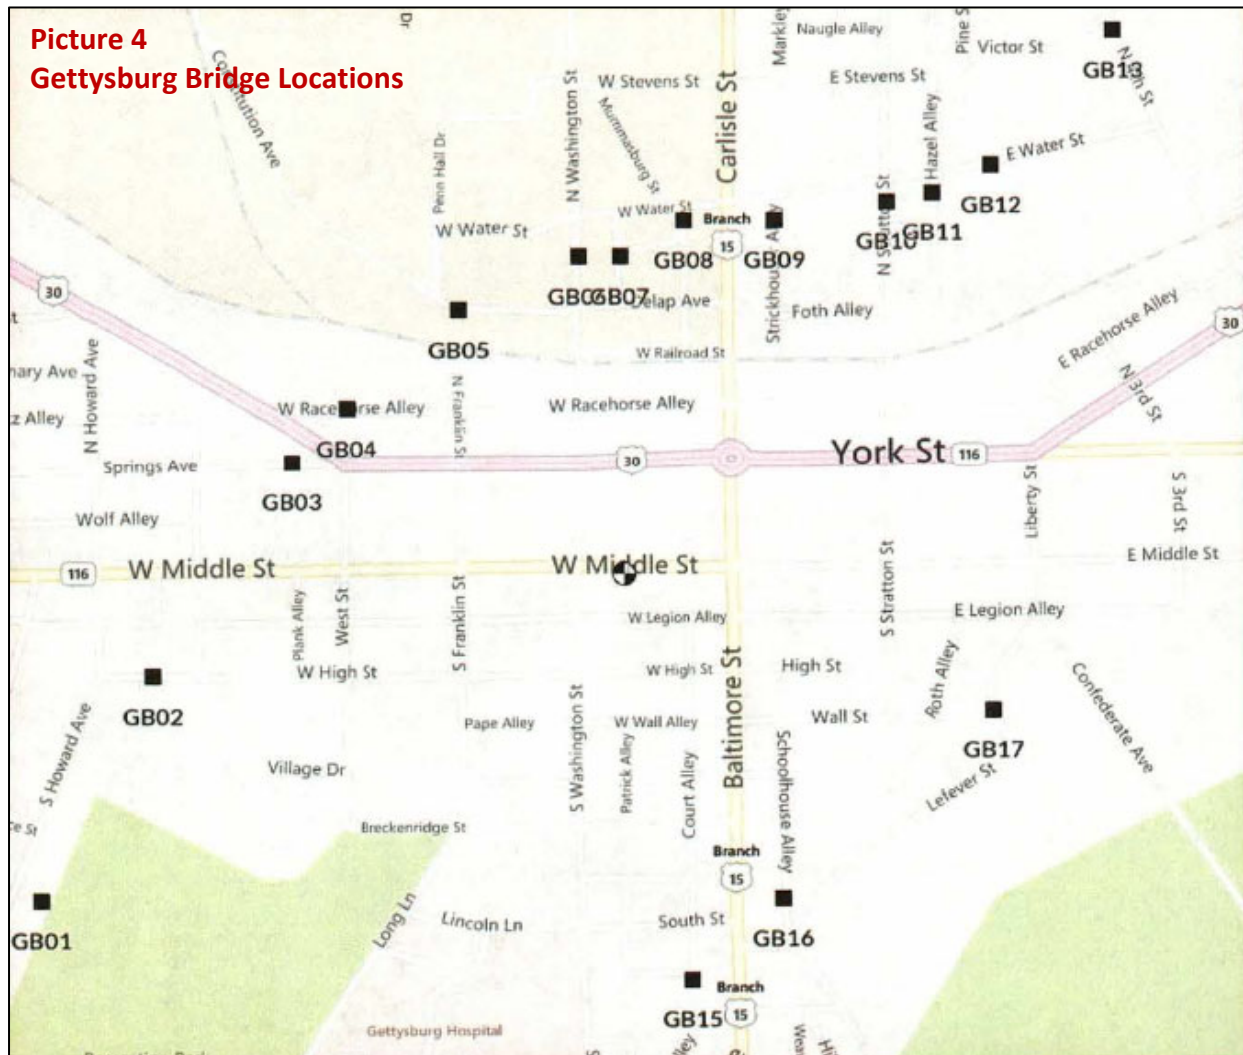 Picture 4
Gettysburg Bridge Locations
Dr
Constitution Ave
Naugle Alley
Markley
Pine S
Victor St
GB13
N 4th St
W Stevens St
E Stevens St
N Washington St
Mummasburg St
Carlisle St
Hazel Alley
E Water St
Penn Hall Dr
W Water St
W Water St
Branch
15
GB12
GB11
GB10
N Stratton St
GB09
GB08
Strickhouser Alley
GB06
GB07
Delap Ave
Foth Alley
30
GB05
W Railroad St
E Racehorse Alley
30
N Howard Ave
nary Ave
z Alley
W Racehorse Alley
W Racehorse Alley
N Franklin St
N 3rd St
GB04
Springs Ave
30
York St
116
GB03
Wolf Alley
Liberty St
S 3rd St
116
W Middle St
W Middle St
E Middle St
Plank Alley
West St
S Franklin St
W Legion Alley
S Stratton St
E Legion Alley
W High St
W High St
High St
Roth Alley
Confederate Ave
GB02
Pape Alley
W Wall Alley
Baltimore St
Wall St
GB17
S Howard Ave
Village Dr
S Washington St
Patrick Alley
Court Alley
Schoolhouse Alley
Lefever St
ce St
Breckenridge St
Branch
15
GB01
Long Ln
Lincoln Ln
South St
GB16
Branch
15
GB15
Gettysburg Hospital
lley